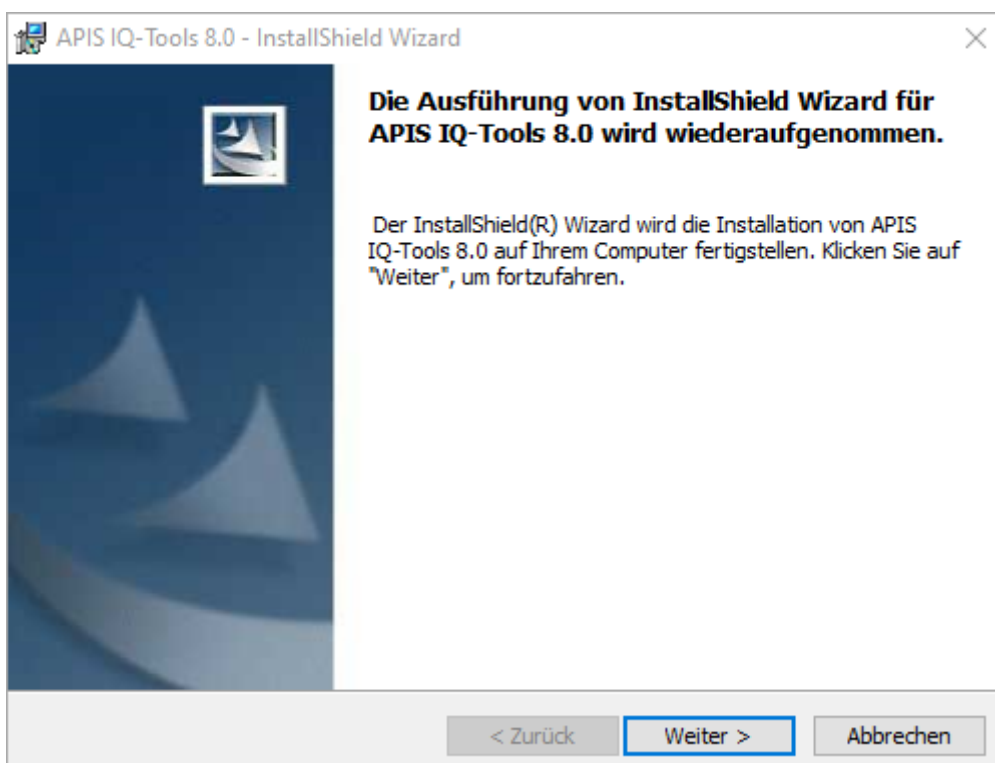 APIS IQ-Tools 8.0 - InstallShield Wizard
Die Ausführung von InstallShield Wizard für
APIS IQ-Tools 8.0 wird wiederaufgenommen.
Der InstallShield(R) Wizard wird die Installation von APIS
IQ-Tools 8.0 auf Ihrem Computer fertigstellen. Klicken Sie auf
"Weiter", um fortzufahren.
< Zurück
Weiter >
Abbrechen